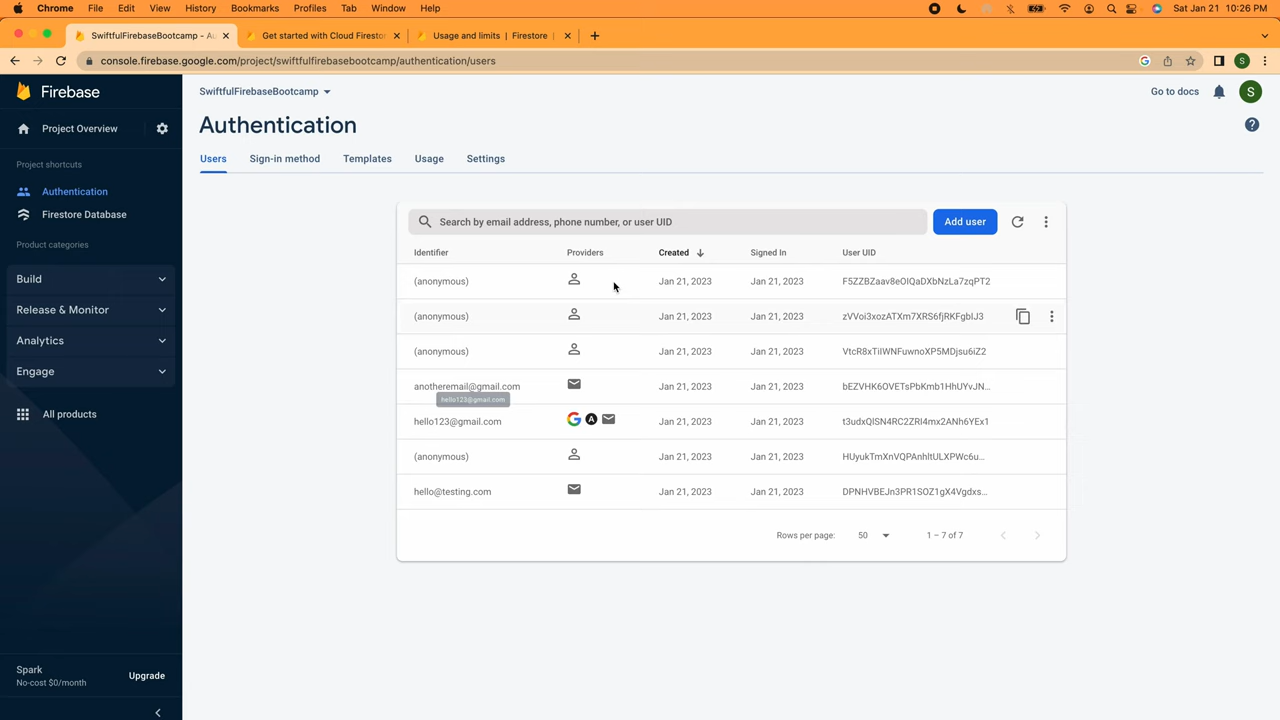 Chrome File Edit View History Bookmarks Profiles Tab Window Help Sat Jan 21 10:26 PM
SwiftfulFirebaseBootcamp - Au Get started with Cloud Firestor Usage and limits | Firestore
console.firebase.google.com/project/swiftfulfirebasebootcamp/authentication/users S
Firebase
SwiftfulFirebaseBootcamp Go to docs S
Project Overview
Authentication
Project shortcuts
Authentication
Firestore Database
Product categories
Build
Release & Monitor
Analytics
Engage
All products
Spark
No-cost $0/month
Upgrade
Users Sign-in method Templates Usage Settings
Search by email address, phone number, or user UID Add user
Identifier Providers Created Signed In User UID
(anonymous) Jan 21, 2023 Jan 21, 2023 F5ZZBZaav8eOIQaDXbNzLa7zqPT2
(anonymous) Jan 21, 2023 Jan 21, 2023 zVVoi3xozATXm7XRS6fjRKFgbIJ3
(anonymous) Jan 21, 2023 Jan 21, 2023 VtcR8xTiIWNFuwnoXP5MDjsu6iZ2
anotheremail@gmail.com Jan 21, 2023 Jan 21, 2023 bEZVHK6OVETsPbKmb1HhUYvJN…
hello123@gmail.com
hello123@gmail.com Jan 21, 2023 Jan 21, 2023 t3udxQlSN4RC2ZRI4mx2ANh6YEx1
(anonymous) Jan 21, 2023 Jan 21, 2023 HUyukTmXnVQPAnhltULXPWc6u…
hello@testing.com Jan 21, 2023 Jan 21, 2023 DPNHVBEJn3PR1SOZ1gX4Vgdxs…
Rows per page: 50 1 – 7 of 7